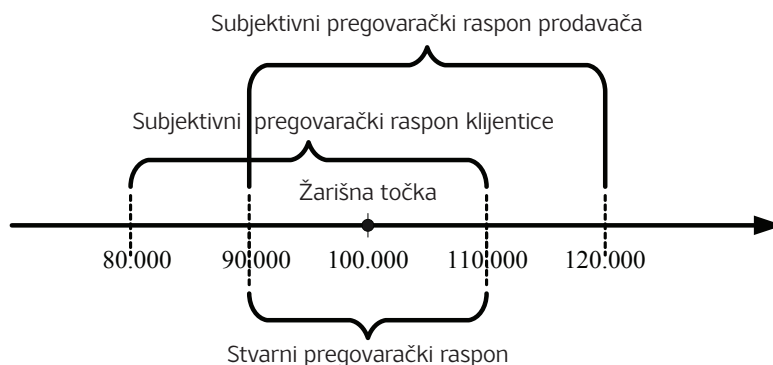 Subjektivni pregovarački raspon prodavača
Subjektivni pregovarački raspon klijentice
Žarišna točka
80.000 90.000 100.000 110.000 120.000
Stvarni pregovarački raspon